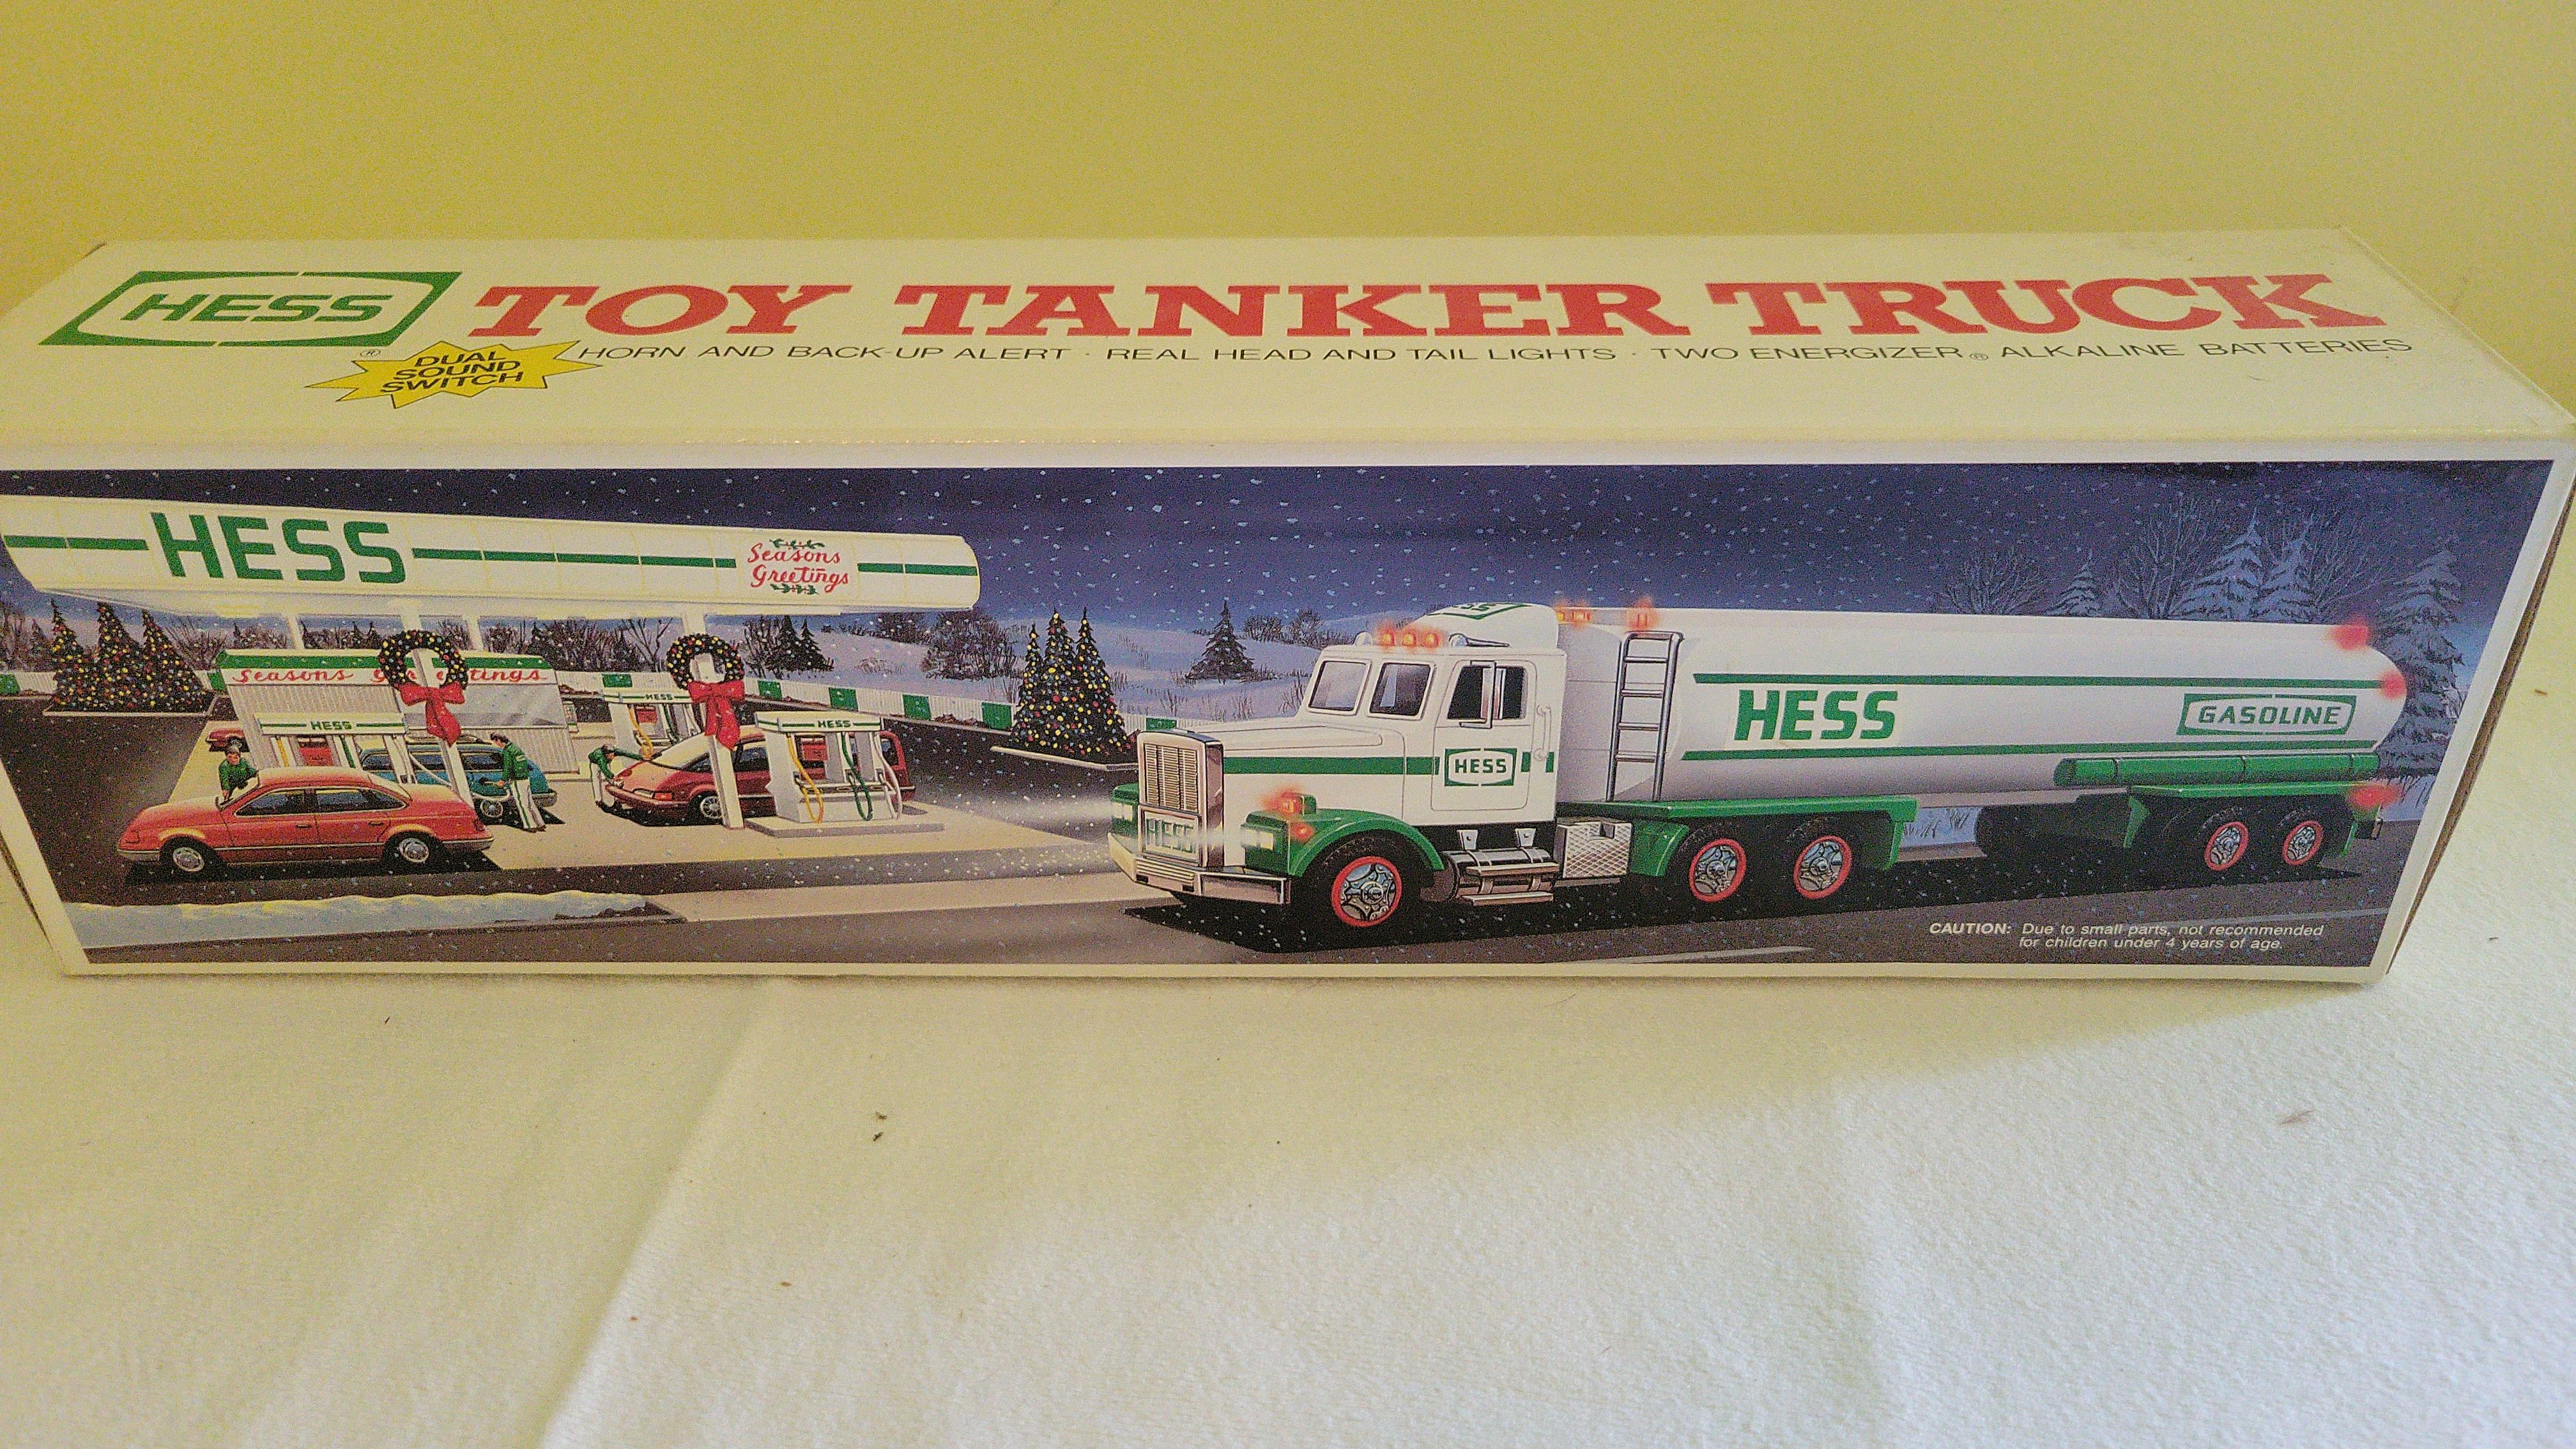 HESS TOY TANKER TRUCK
®
DUAL
SOUND
SWITCH
HORN AND BACK-UP ALERT · REAL HEAD AND TAIL LIGHTS · TWO ENERGIZER® ALKALINE BATTERIES
HESS
Seasons
Greetings
Seasons
HESS
HESS
HESS
HESS
HESS
HESS
GASOLINE
CAUTION: Due to small parts, not recommended
for children under 4 years of age.